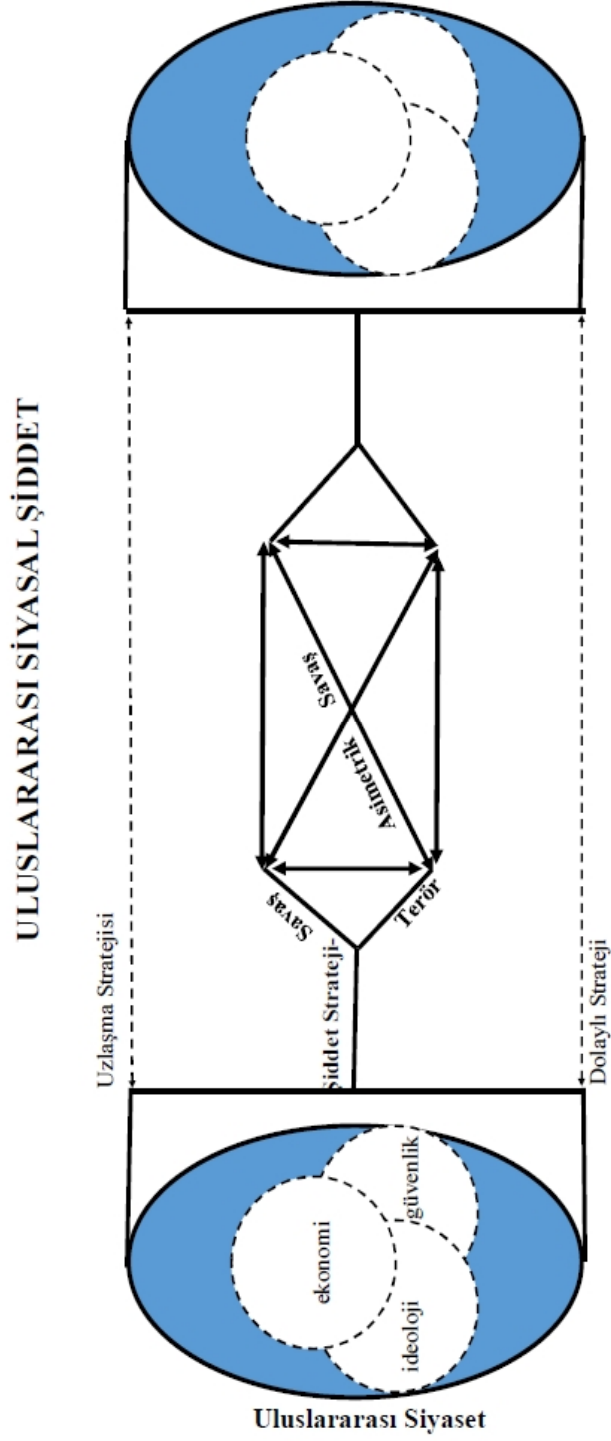 ULUSLARARASI SİYASAL ŞİDDET
Uzlaşma Stratejisi
Savaş
Savaş
Şiddet Strateji-
Asimetrik
Terör
Dolaylı Strateji
ekonomi
ideoloji
güvenlik
Uluslararası Siyaset